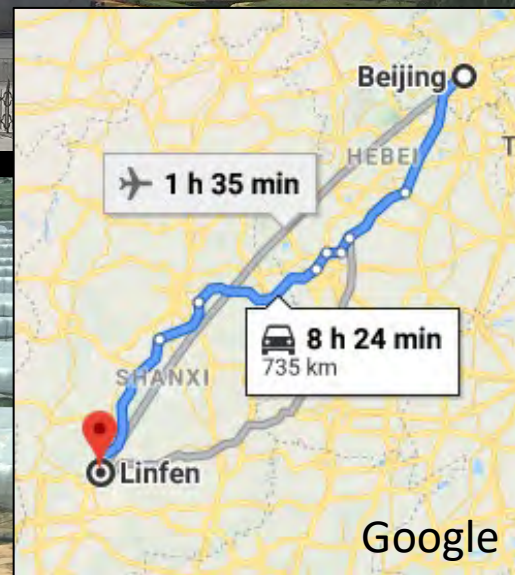 Beijing
HEBEI
T
1 h 35 min
8 h 24 min
735 km
SHANXI
Linfen
Google